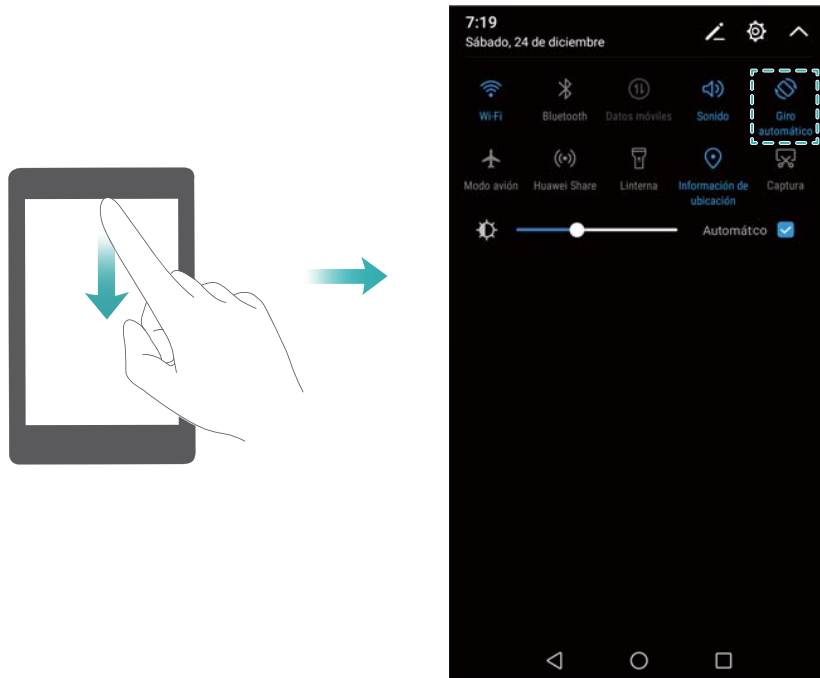 7:19
Sábado, 24 de diciembre
Wi-Fi
Bluetooth
Datos móviles
Sonido
Giro
automático
Modo avión
Huawei Share
Linterna
Información de
ubicación
Captura
Automátco